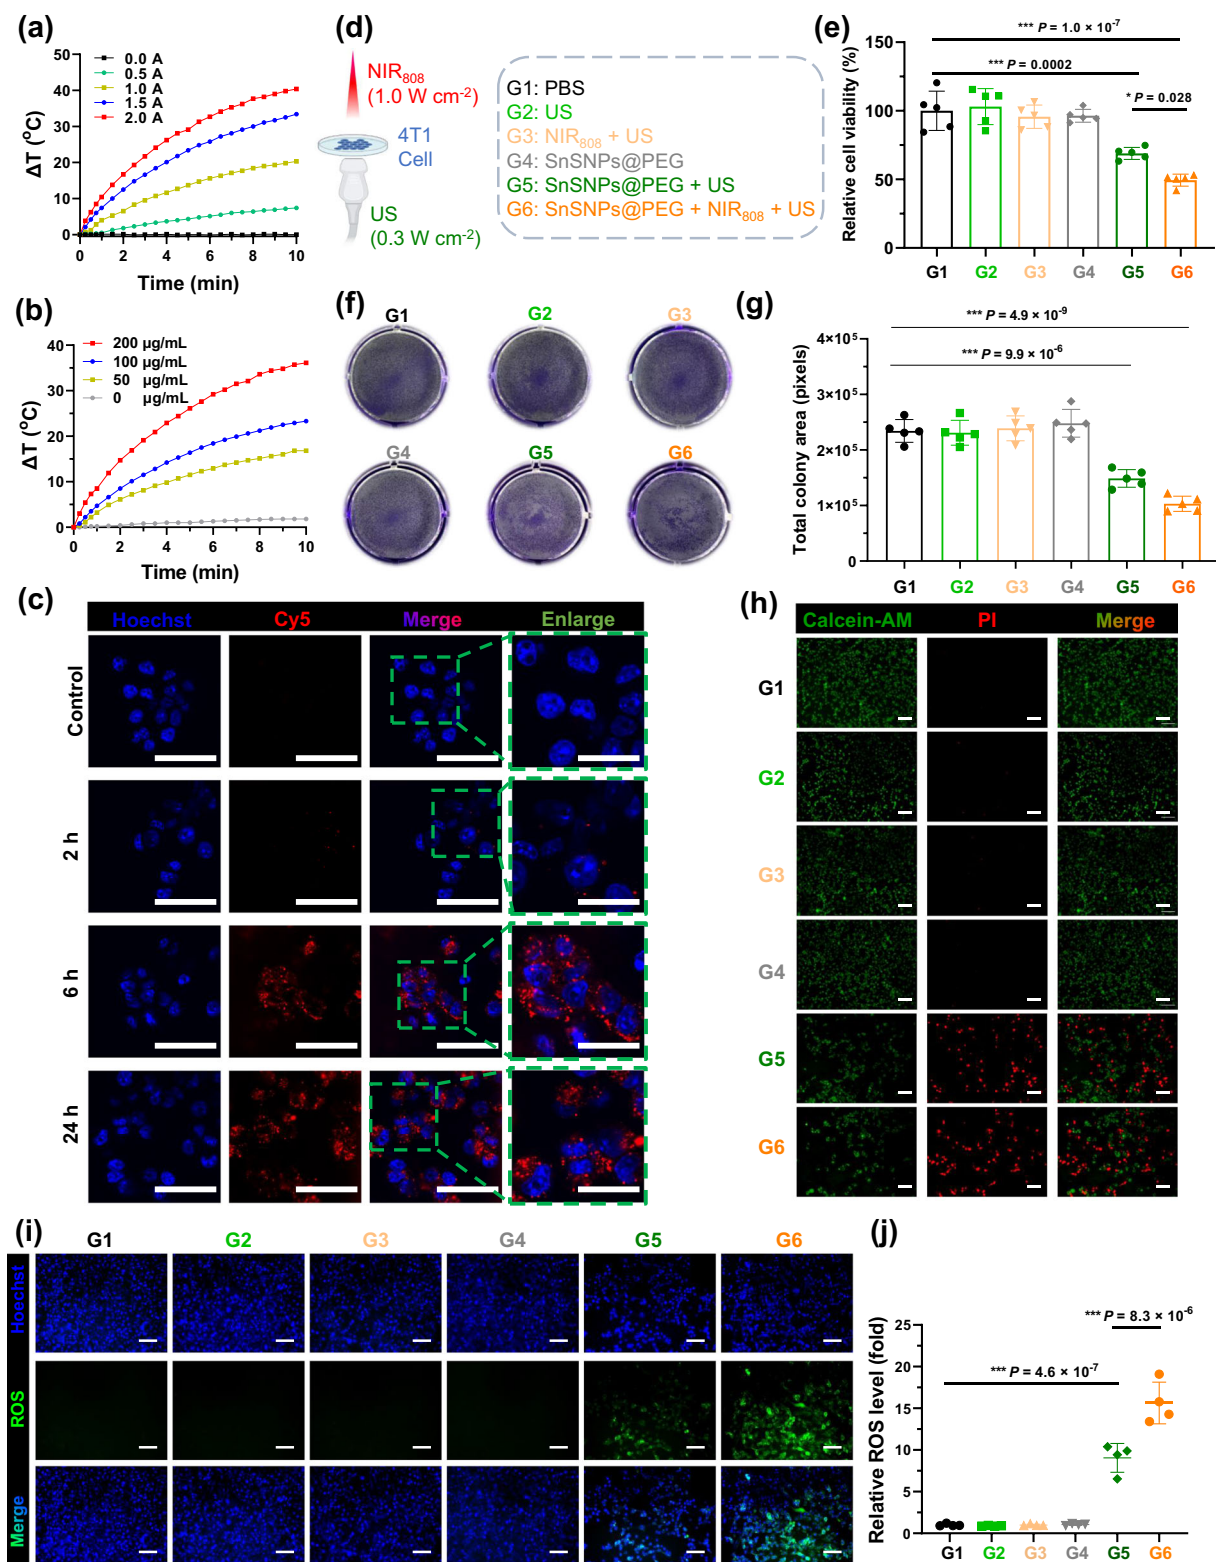 (a)
0.0 A
0.5 A
1.0 A
1.5 A
2.0 A
50
40
30
20
10
0
ΔT (°C)
0 2 4 6 8 10
Time (min)
(b)
200 µg/mL
100 µg/mL
50 µg/mL
0 µg/mL
40
30
20
10
0
ΔT (°C)
0 2 4 6 8 10
Time (min)
(d)
NIR808
(1.0 W cm-2)
4T1
Cell
US
(0.3 W cm-2)
G1: PBS
G2: US
G3: NIR808 + US
G4: SnSNPs@PEG
G5: SnSNPs@PEG + US
G6: SnSNPs@PEG + NIR808 + US
(e)
*** P = 1.0 × 10-7
*** P = 0.0002
* P = 0.028
150
100
50
0
Relative cell viability (%)
G1 G2 G3 G4 G5 G6
(f)
G1 G2 G3
G4 G5 G6
(g)
*** P = 4.9 × 10-9
*** P = 9.9 × 10-6
4×105
3×105
2×105
1×105
0
Total colony area (pixels)
G1 G2 G3 G4 G5 G6
(c)
Hoechst Cy5 Merge Enlarge
Control
2 h
6 h
24 h
(h)
Calcein-AM PI Merge
G1
G2
G3
G4
G5
G6
(i)
G1 G2 G3 G4 G5 G6
Hoechst
ROS
Merge
(j)
*** P = 8.3 × 10-6
*** P = 4.6 × 10-7
25
20
15
10
5
0
Relative ROS level (fold)
G1 G2 G3 G4 G5 G6